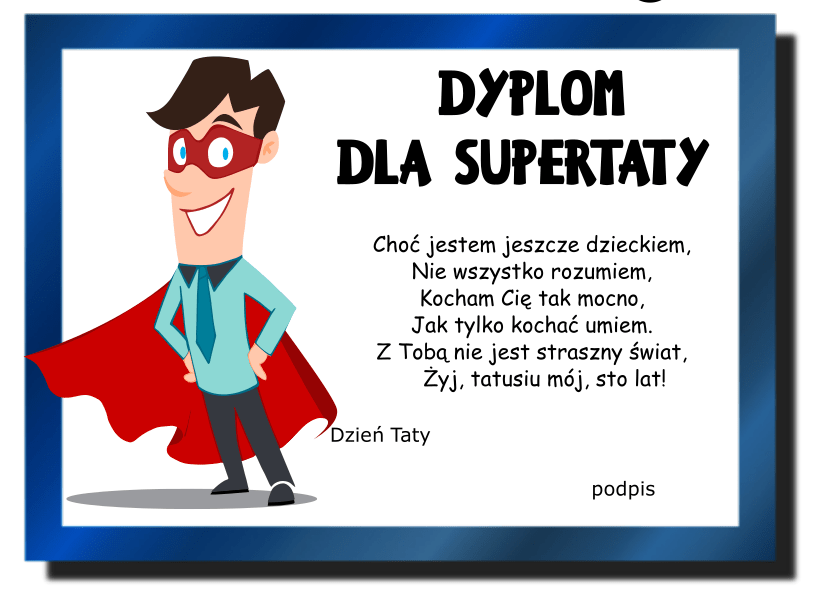 DYPLOM
DLA SUPERTATY
Choć jestem jeszcze dzieckiem,
Nie wszystko rozumiem,
Kocham Cię tak mocno,
Jak tylko kochać umiem.
Z Tobą nie jest straszny świat,
Żyj, tatusiu mój, sto lat!
Dzień Taty
podpis